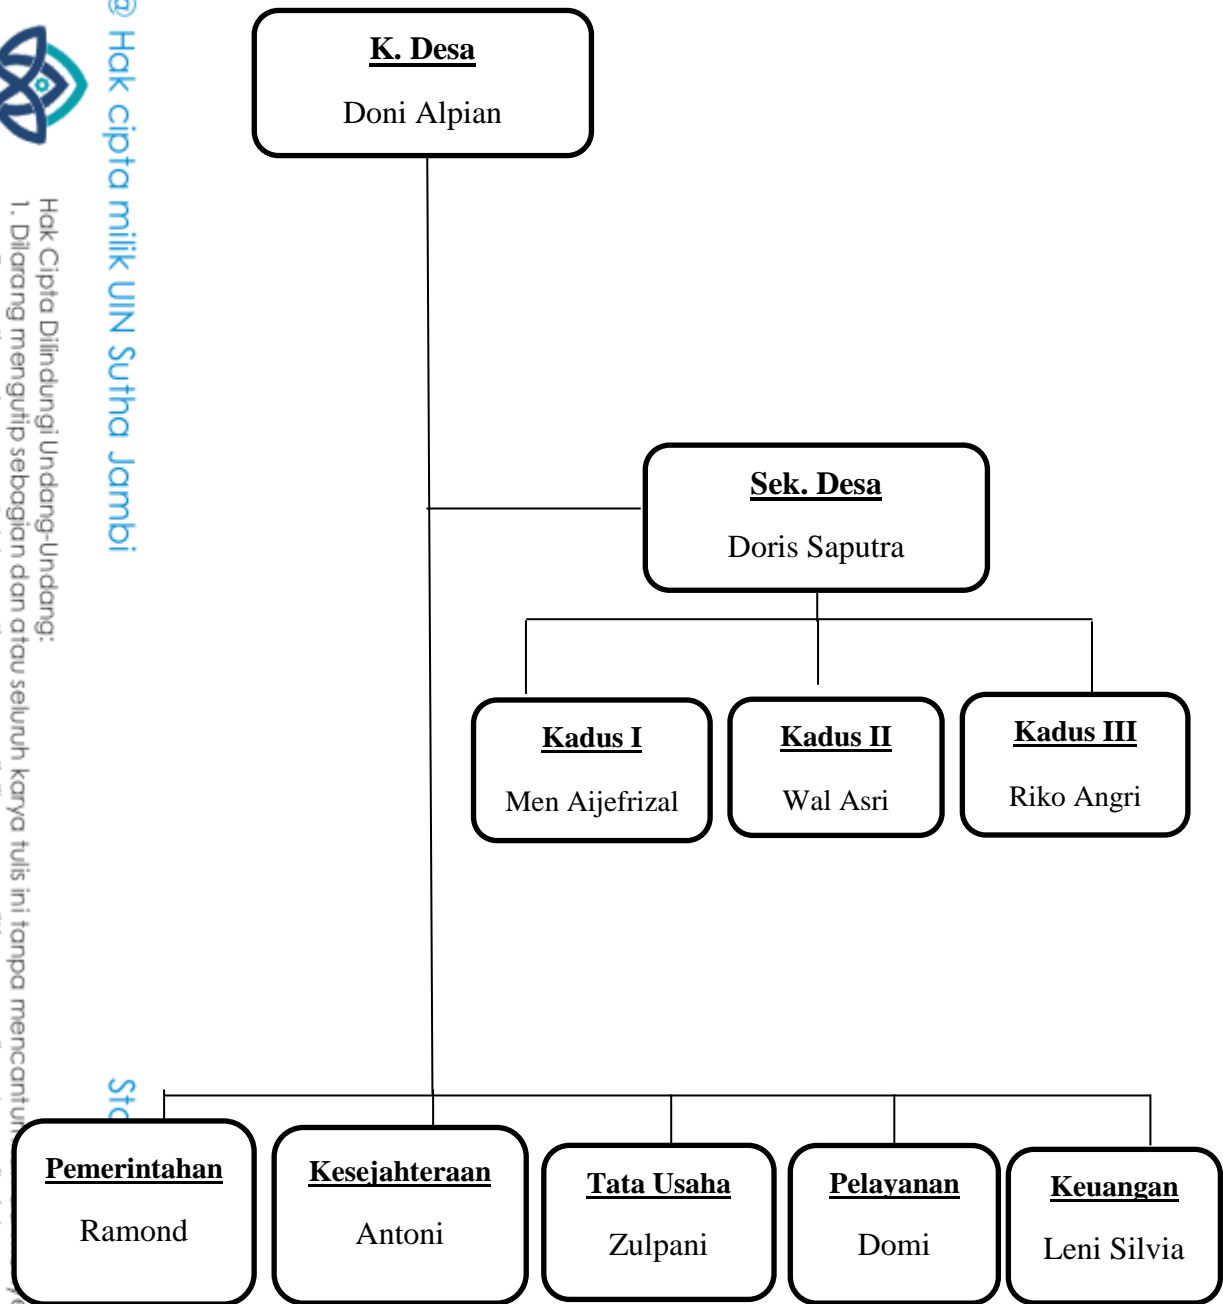 @ Hak cipta milik UIN Sutha Jambi
Hak Cipta Dilindungi Undang-Undang:
1. Dilarang mengutip sebagian dan atau seluruh karya tulis ini tanpa
K. Desa
Doni Alpian
Sek. Desa
Doris Saputra
Kadus I
Men Aijefrizal
Kadus II
Wal Asri
Kadus III
Riko Angri
Pemerintahan
Ramond
Kesejahteraan
Antoni
Tata Usaha
Zulpani
Pelayanan
Domi
Keuangan
Leni Silvia